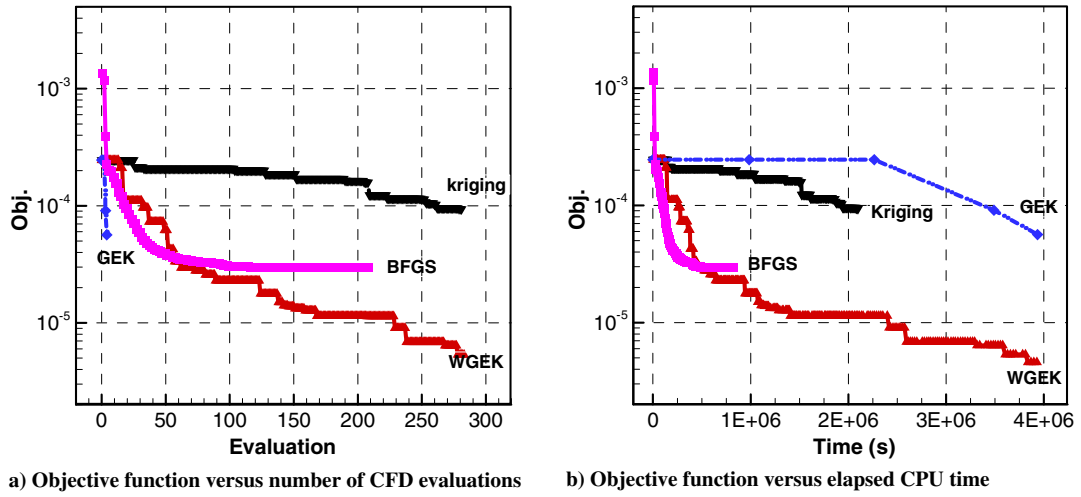 10-3
10-4
10-5
Obj.
kriging
GEK
BFGS
WGEK
0 50 100 150 200 250 300
Evaluation
a) Objective function versus number of CFD evaluations
10-3
10-4
10-5
Obj.
GEK
Kriging
BFGS
WGEK
0 1E+06 2E+06 3E+06 4E+06
Time (s)
b) Objective function versus elapsed CPU time